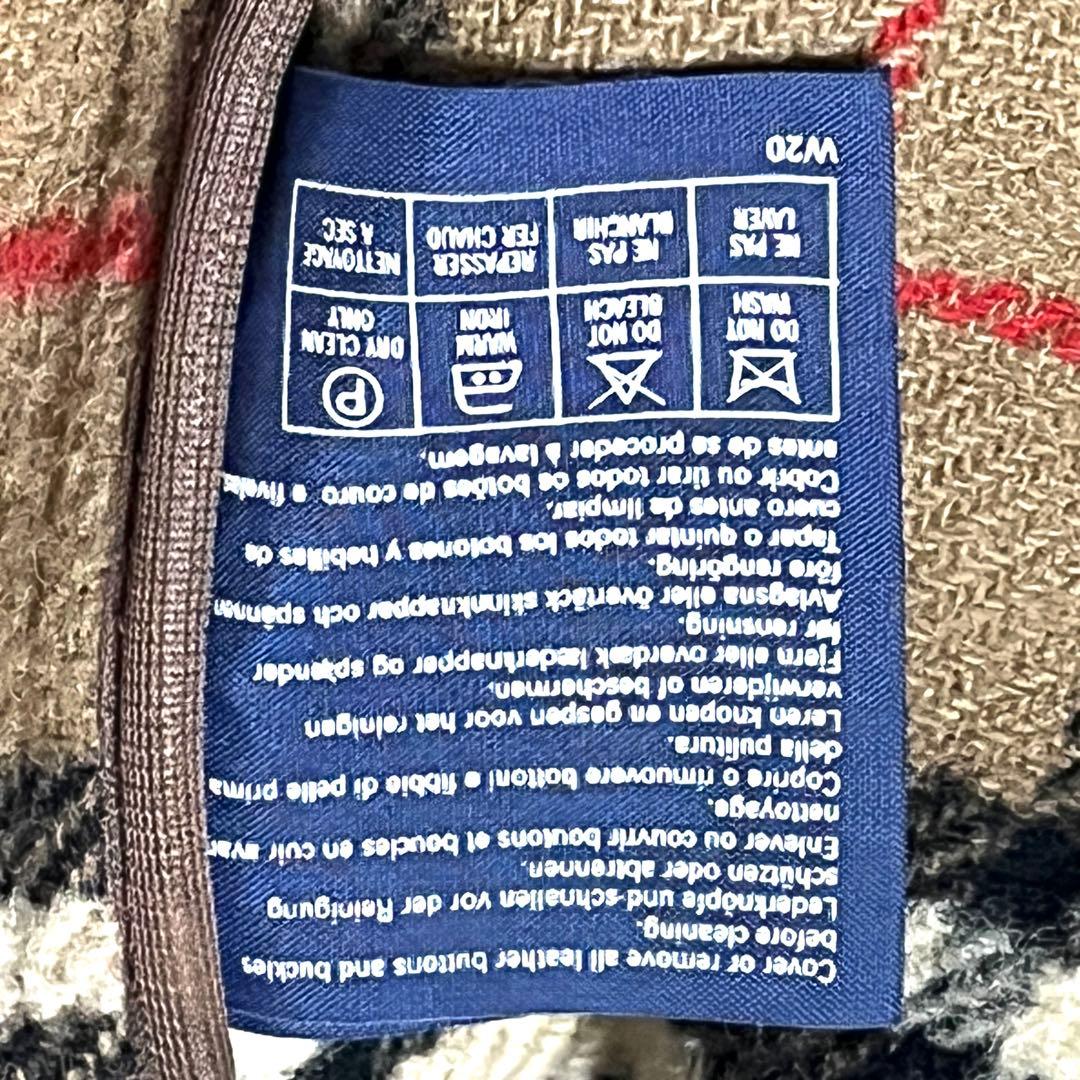 Cover or remove all leather buttons and buckles
before cleaning.
Lederknöpfe und-schnallen vor der Reinigung
schützen oder abtrennen.
Enlever ou couvrir boutons et boucles en cuir
nettoyage.
Coprire o rimuovere bottoni e fibbie di pelle prima
della pulitura.
Leren knopen en gespen voor het reinigen
verwijderen of beschermen.
Fjern eller overdæk læderknapper og spænder
før rensning.
Avlagsna eller övertäck skinnknappar och spännen
före rengöring.
Tapar o quintar todos los botones y hebillas de
cuero antes de limpiar.
Cobrir ou tirar todos os botões de couro e fivelas
antes de se proceder à lavagem.
P
DO NOT
WASH
DO NOT
BLEACH
WARM
IRON
DRY CLEAN
ONLY
NE PAS
LAVER
NE PAS
BLANCHIR
REPASSER
FER CHAUD
NETTOYAGE
A SEC
W20